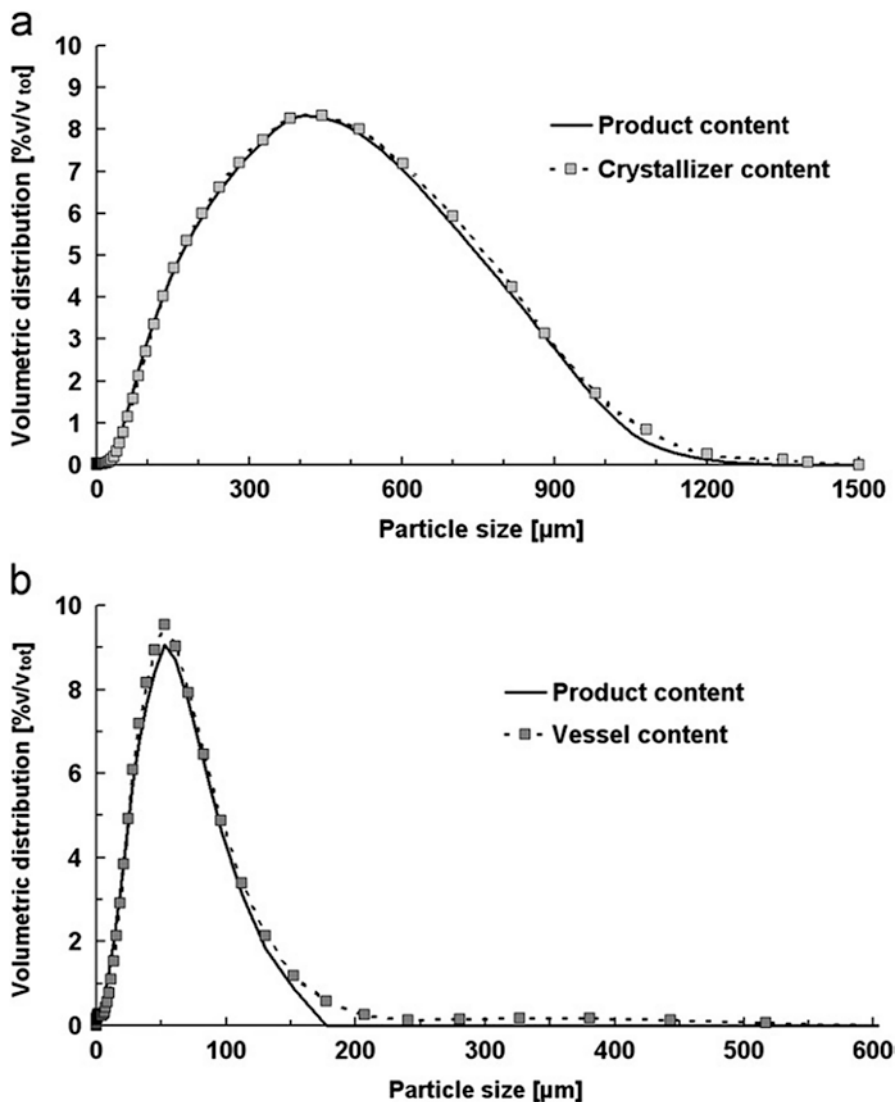 a
Volumetric distribution [%v/v tot]
10
9
8
7
6
5
4
3
2
1
0
Product content
Crystallizer content
0 300 600 900 1200 1500
Particle size [µm]
b
Volumetric distribution [%v/vtot]
10
8
6
4
2
0
Product content
Vessel content
0 100 200 300 400 500 600
Particle size [µm]